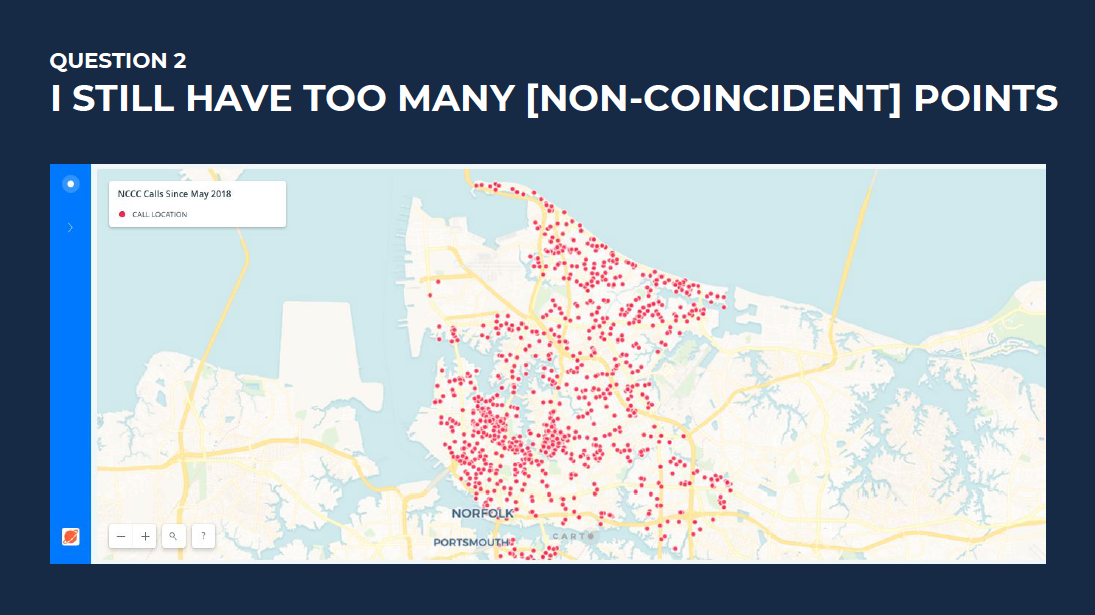 QUESTION 2
I STILL HAVE TOO MANY [NON-COINCIDENT] POINTS
NCCC Calls Since May 2018
CALL LOCATION
NORFOLK
PORTSMOUTH
CARTO
?